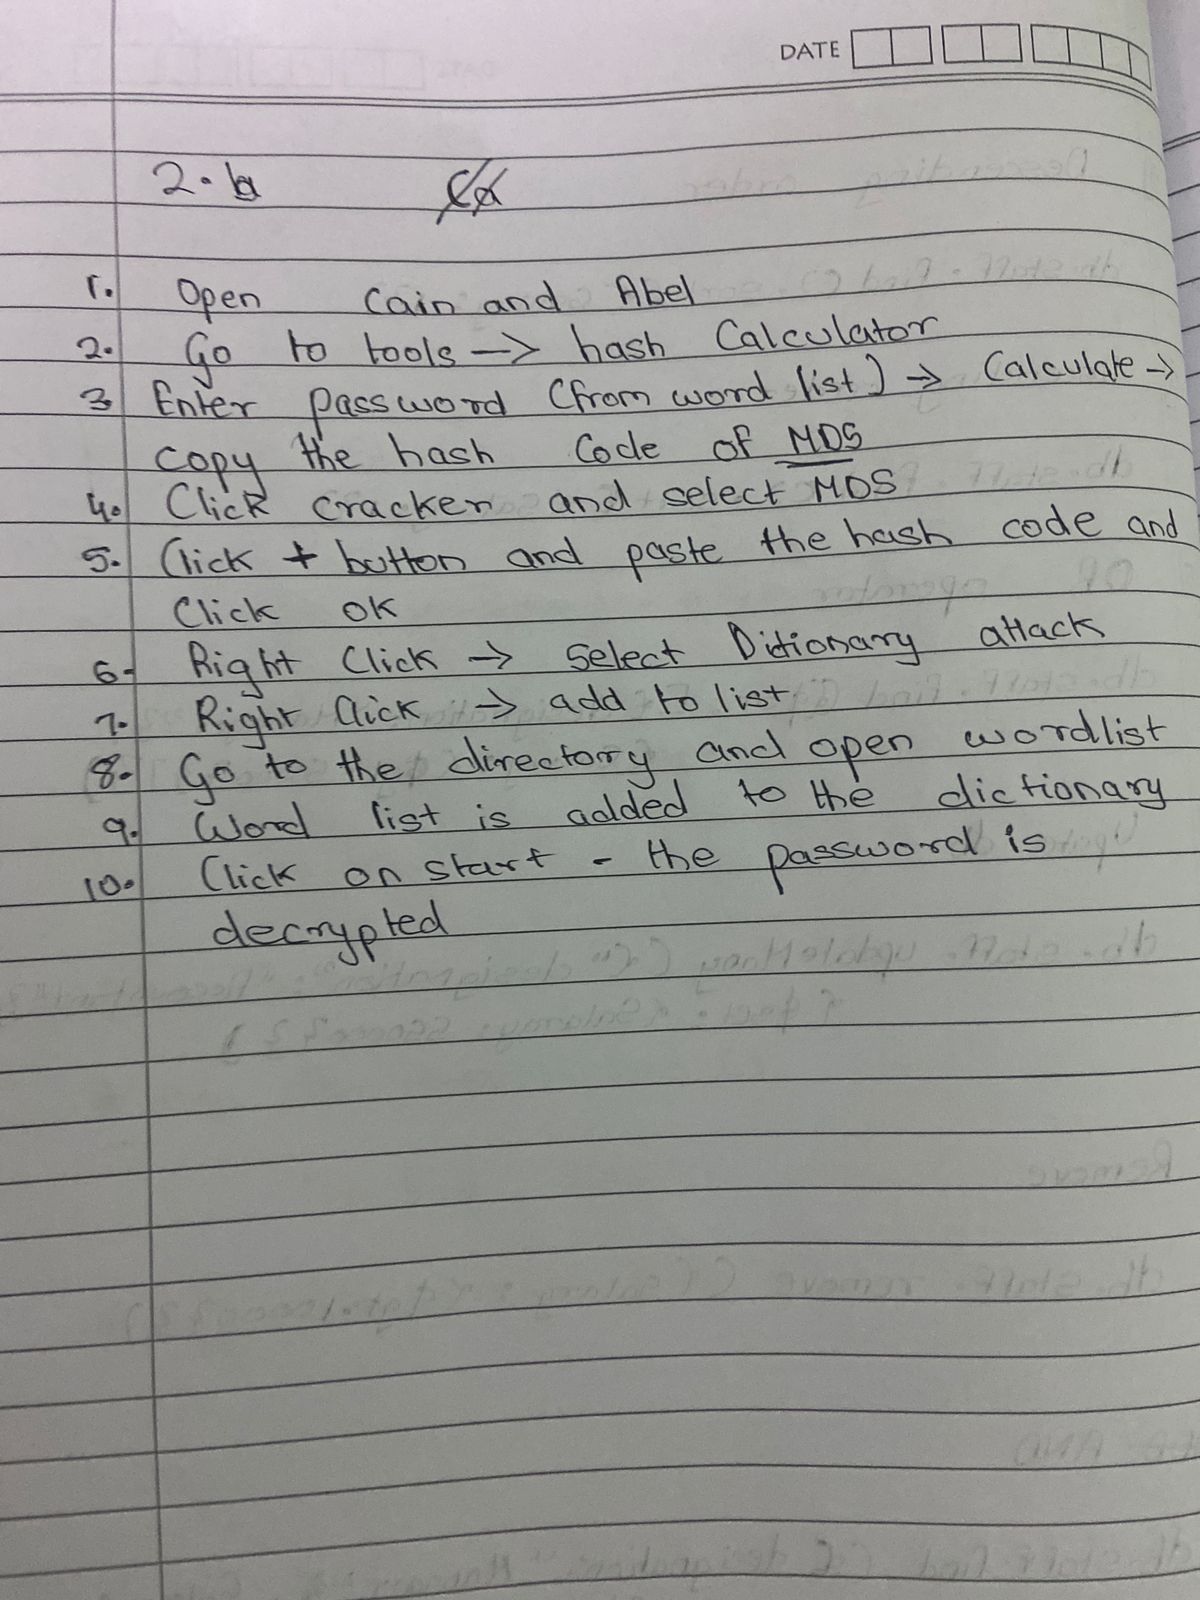 DATE
2. b
1. Open Cain and Abel
2. Go to tools → hash Calculator
3 Enter password (from word list) → Calculate →
copy the hash Code of MD5
4. Click cracker and select MD5
5. Click + button and paste the hash code and
Click OK
6. Right Click → Select Ditionary attack
7. Right Click → add to list
8. Go to the directory and open wordlist
9. Word list is added to the dictionary
10. Click on start - the password is
decrypted